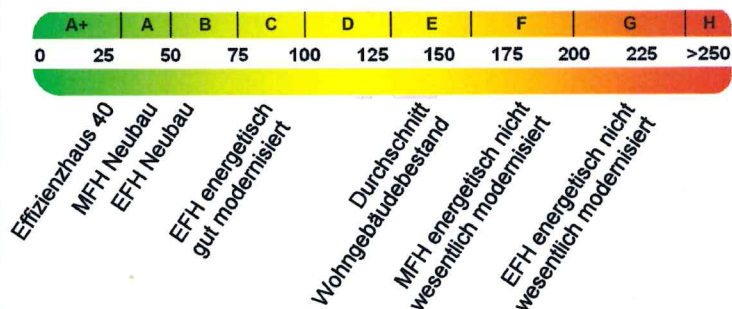 A+ A B C D E F G H
0 25 50 75 100 125 150 175 200 225 >250
Effizienzhaus 40
MFH Neubau
EFH Neubau
EFH energetisch
gut modernisiert
Durchschnitt
Wohngebäudebestand
MFH energetisch nicht
wesentlich modernisiert
EFH energetisch nicht
wesentlich modernisiert